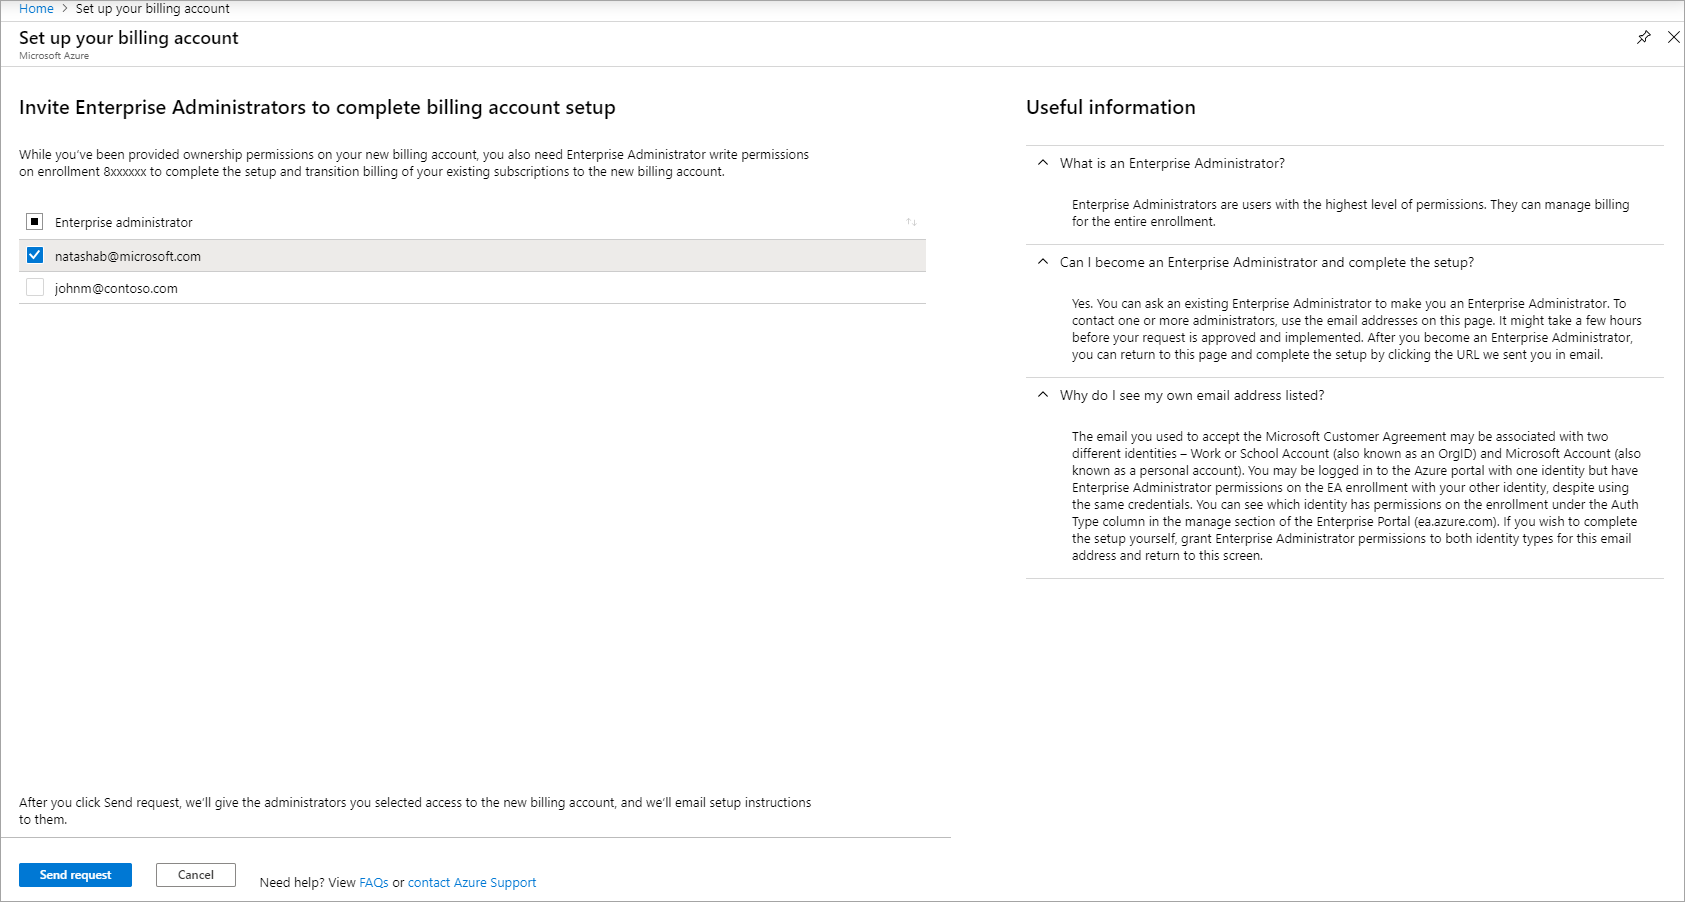 Home > Set up your billing account
Set up your billing account
Microsoft Azure
Invite Enterprise Administrators to complete billing account setup
While you've been provided ownership permissions on your new billing account, you also need Enterprise Administrator write permissions
on enrollment 8xxxxxx to complete the setup and transition billing of your existing subscriptions to the new billing account.
Enterprise administrator
natashab@microsoft.com
johnm@contoso.com
After you click Send request, we'll give the administrators you selected access to the new billing account, and we'll email setup instructions
to them.
Send request
Cancel
Need help? View FAQs or contact Azure Support
Useful information
What is an Enterprise Administrator?
Enterprise Administrators are users with the highest level of permissions. They can manage billing
for the entire enrollment.
Can I become an Enterprise Administrator and complete the setup?
Yes. You can ask an existing Enterprise Administrator to make you an Enterprise Administrator. To
contact one or more administrators, use the email addresses on this page. It might take a few hours
before your request is approved and implemented. After you become an Enterprise Administrator,
you can return to this page and complete the setup by clicking the URL we sent you in email.
Why do I see my own email address listed?
The email you used to accept the Microsoft Customer Agreement may be associated with two
different identities – Work or School Account (also known as an OrgID) and Microsoft Account (also
known as a personal account). You may be logged in to the Azure portal with one identity but have
Enterprise Administrator permissions on the EA enrollment with your other identity, despite using
the same credentials. You can see which identity has permissions on the enrollment under the Auth
Type column in the manage section of the Enterprise Portal (ea.azure.com). If you wish to complete
the setup yourself, grant Enterprise Administrator permissions to both identity types for this email
address and return to this screen.